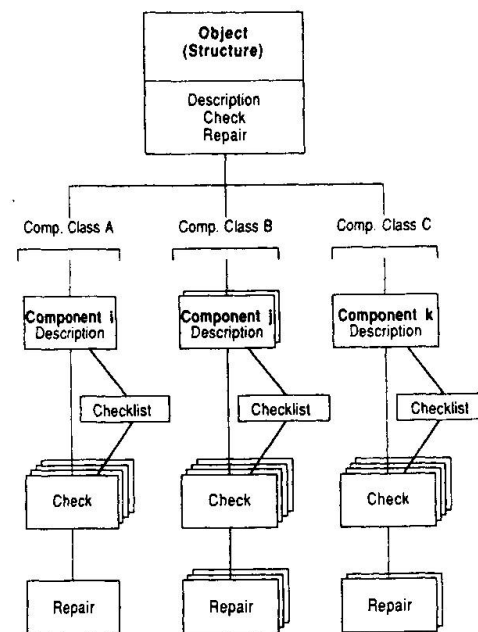 Object
(Structure)
Description
Check
Repair
Comp. Class A
Comp. Class B
Comp. Class C
Component i
Description
Component j
Description
Component k
Description
Checklist
Checklist
Checklist
Check
Check
Check
Repair
Repair
Repair